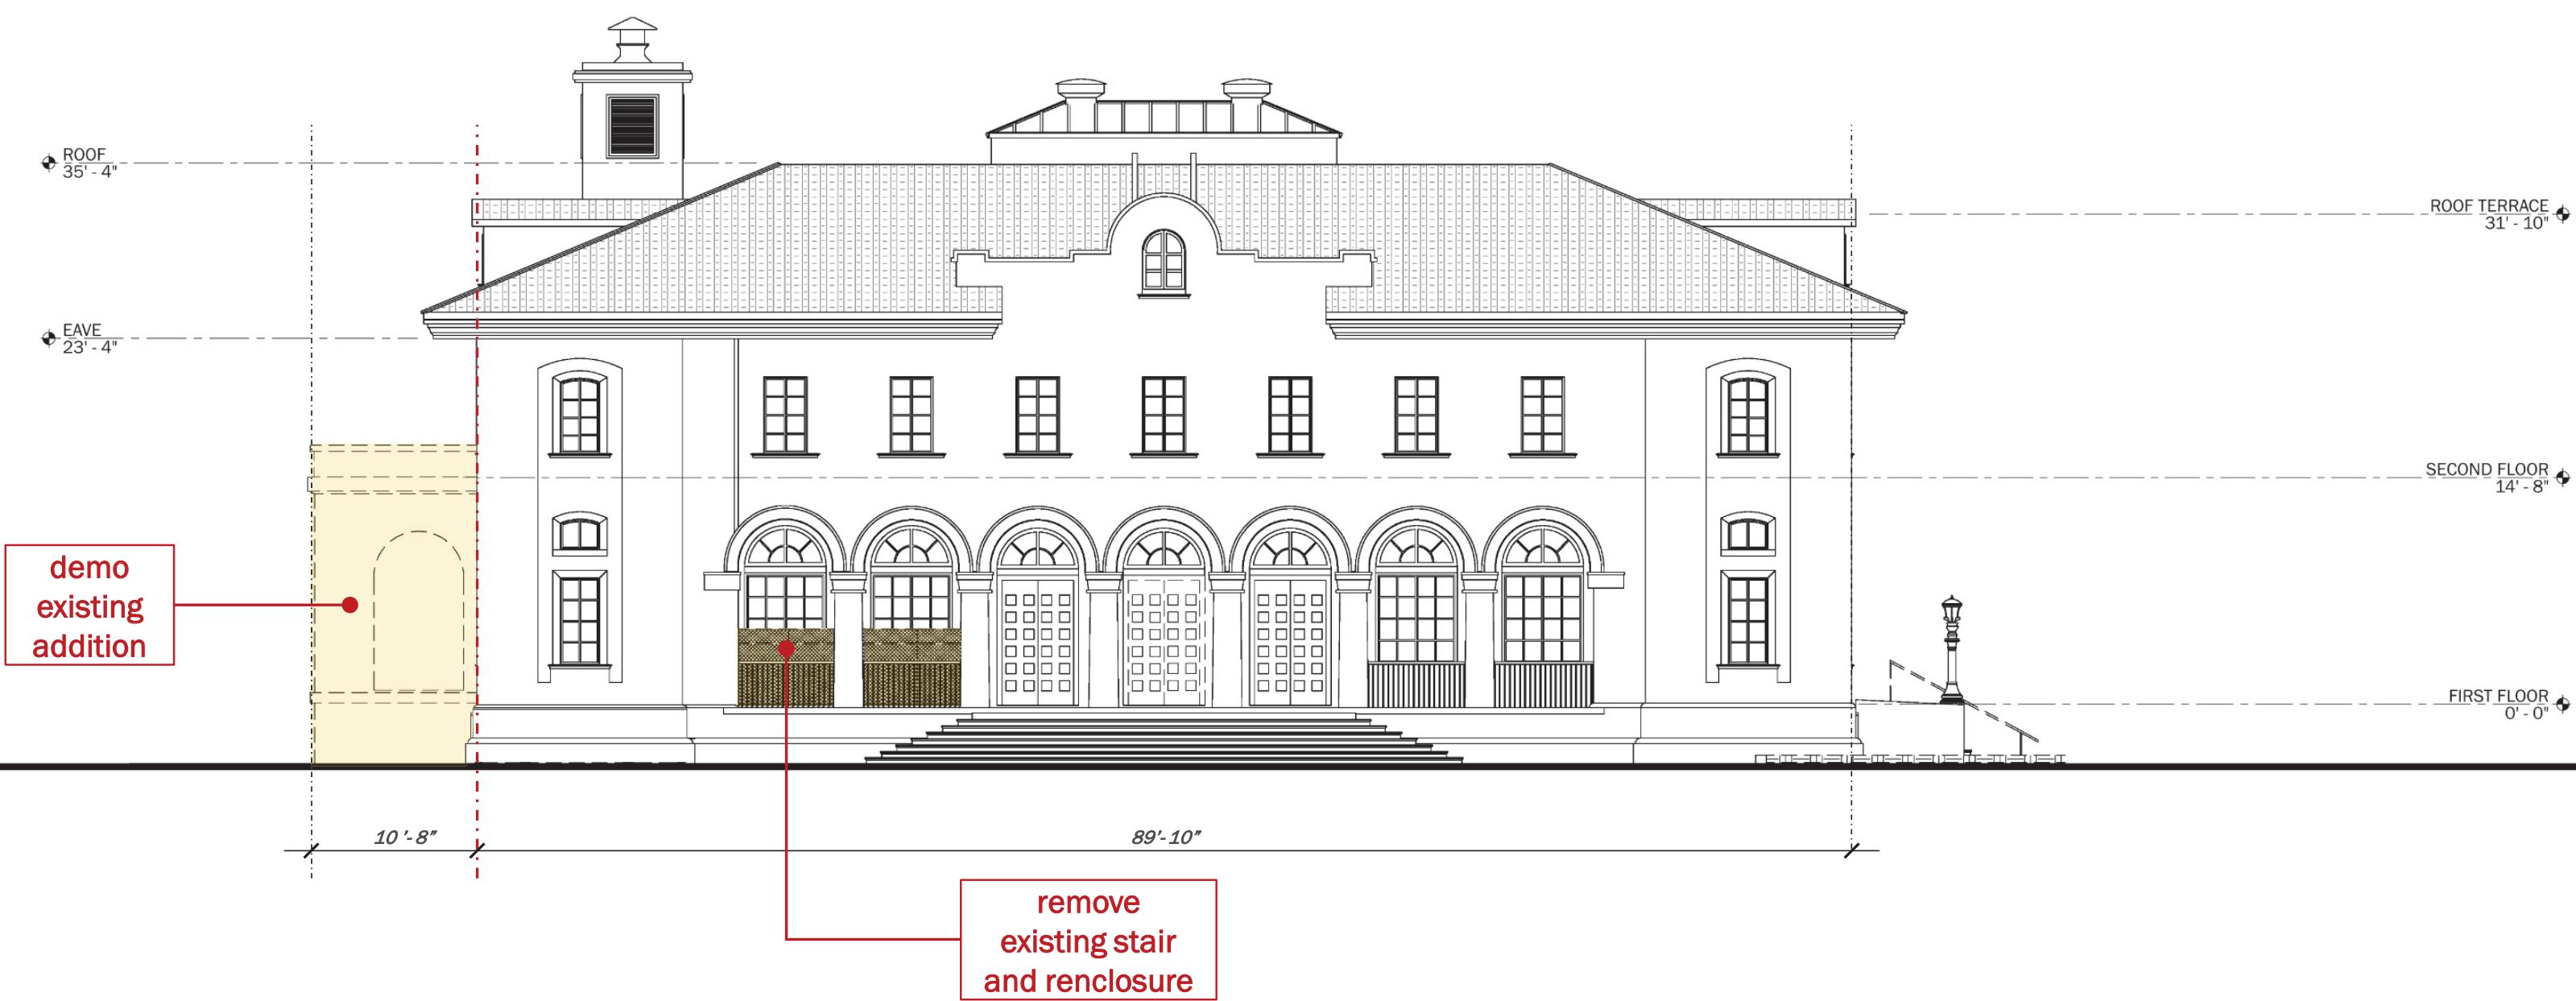 ROOF
35' - 4"
ROOF TERRACE
31' - 10"
EAVE
23' - 4"
SECOND FLOOR
14' - 8"
demo
existing
addition
FIRST FLOOR
0' - 0"
10'-8"
89'-10"
remove
existing stair
and renclosure